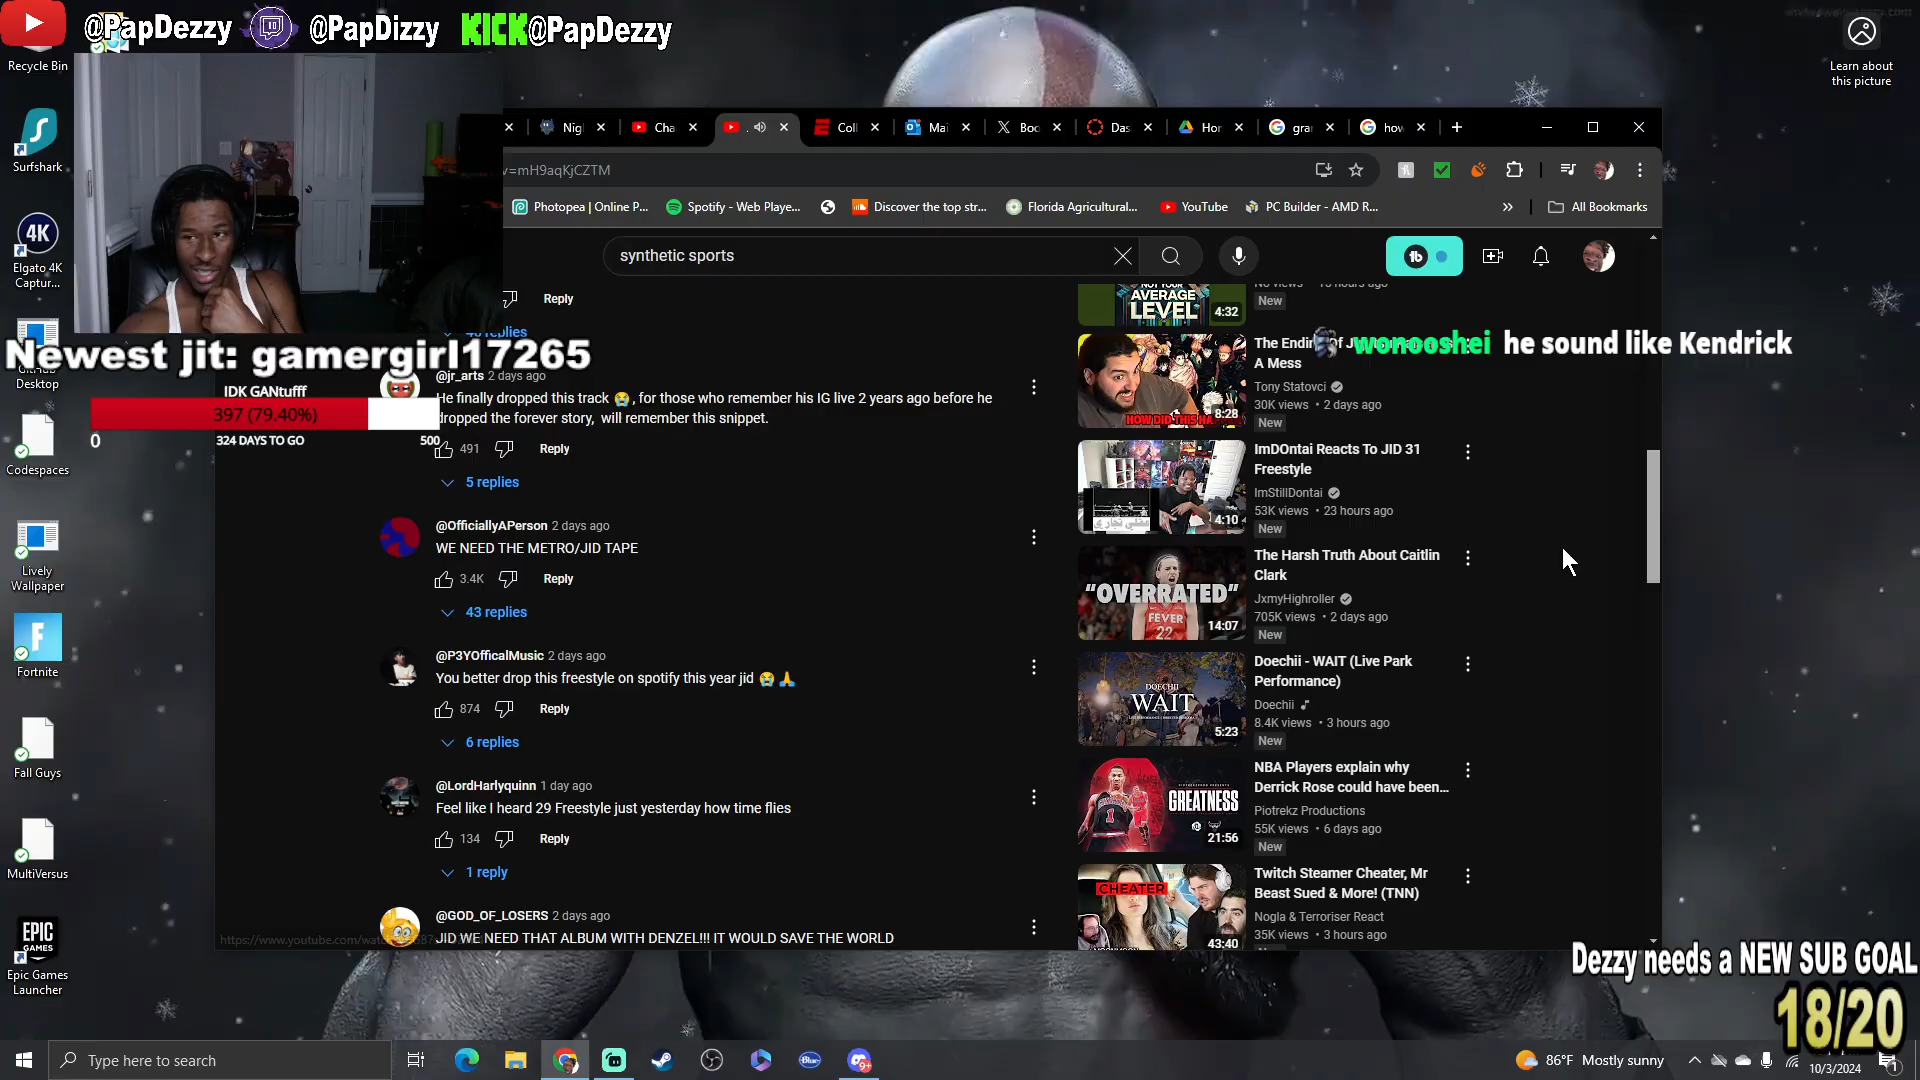 @PapDezzy
@PapDizzy
KICK@PapDezzy
Recycle Bin
Learn about
this picture
Surfshark
4K
Elgato 4K
Captur...
Desktop
Codespaces
Lively
Wallpaper
Fortnite
Fall Guys
MultiVersus
EPIC
GAMES
Epic Games
Launcher
Nig
Cha
Coll
Mai
Boc
Das
Hor
gra
how
v=mH9aqKjCZTM
Photopea | Online P...
Spotify - Web Playe...
Discover the top str...
Florida Agricultural...
YouTube
PC Builder - AMD R...
»
All Bookmarks
synthetic sports
Reply
replies
Newest jit: gamergirl17265
IDK GANtufff
397 (79.40%)
0
324 DAYS TO GO
500
@jr_arts 2 days ago
He finally dropped this track 😭, for those who remember his IG live 2 years ago before he
dropped the forever story, will remember this snippet.
491
Reply
5 replies
@OfficiallyAPerson 2 days ago
WE NEED THE METRO/JID TAPE
3.4K
Reply
43 replies
@P3YOfficalMusic 2 days ago
You better drop this freestyle on spotify this year jid 😭🙏
874
Reply
6 replies
@LordHarlyquinn 1 day ago
Feel like I heard 29 Freestyle just yesterday how time flies
134
Reply
1 reply
@GOD_OF_LOSERS 2 days ago
JID WE NEED THAT ALBUM WITH DENZEL!!! IT WOULD SAVE THE WORLD
AVERAGE
LEVEL
4:32
New
wonooshei he sound like Kendrick
The Ending Of
A Mess
Tony Statovci
30K views • 2 days ago
New
HOW DID THIS HA
8:28
ImDOntai Reacts To JID 31
Freestyle
ImStillDontai
53K views • 23 hours ago
New
4:10
The Harsh Truth About Caitlin
Clark
JxmyHighroller
705K views • 2 days ago
New
"OVERRATED"
FEVER
22
14:07
Doechii - WAIT (Live Park
Performance)
Doechii
8.4K views • 3 hours ago
New
DOECHII
WAIT
5:23
NBA Players explain why
Derrick Rose could have been...
Piotrekz Productions
55K views • 6 days ago
New
GREATNESS
21:56
Twitch Steamer Cheater, Mr
Beast Sued & More! (TNN)
Nogla & Terroriser React
35K views • 3 hours ago
CHEATER
43:40
Dezzy needs a NEW SUB GOAL
18/20
Type here to search
86°F Mostly sunny
10/3/2024